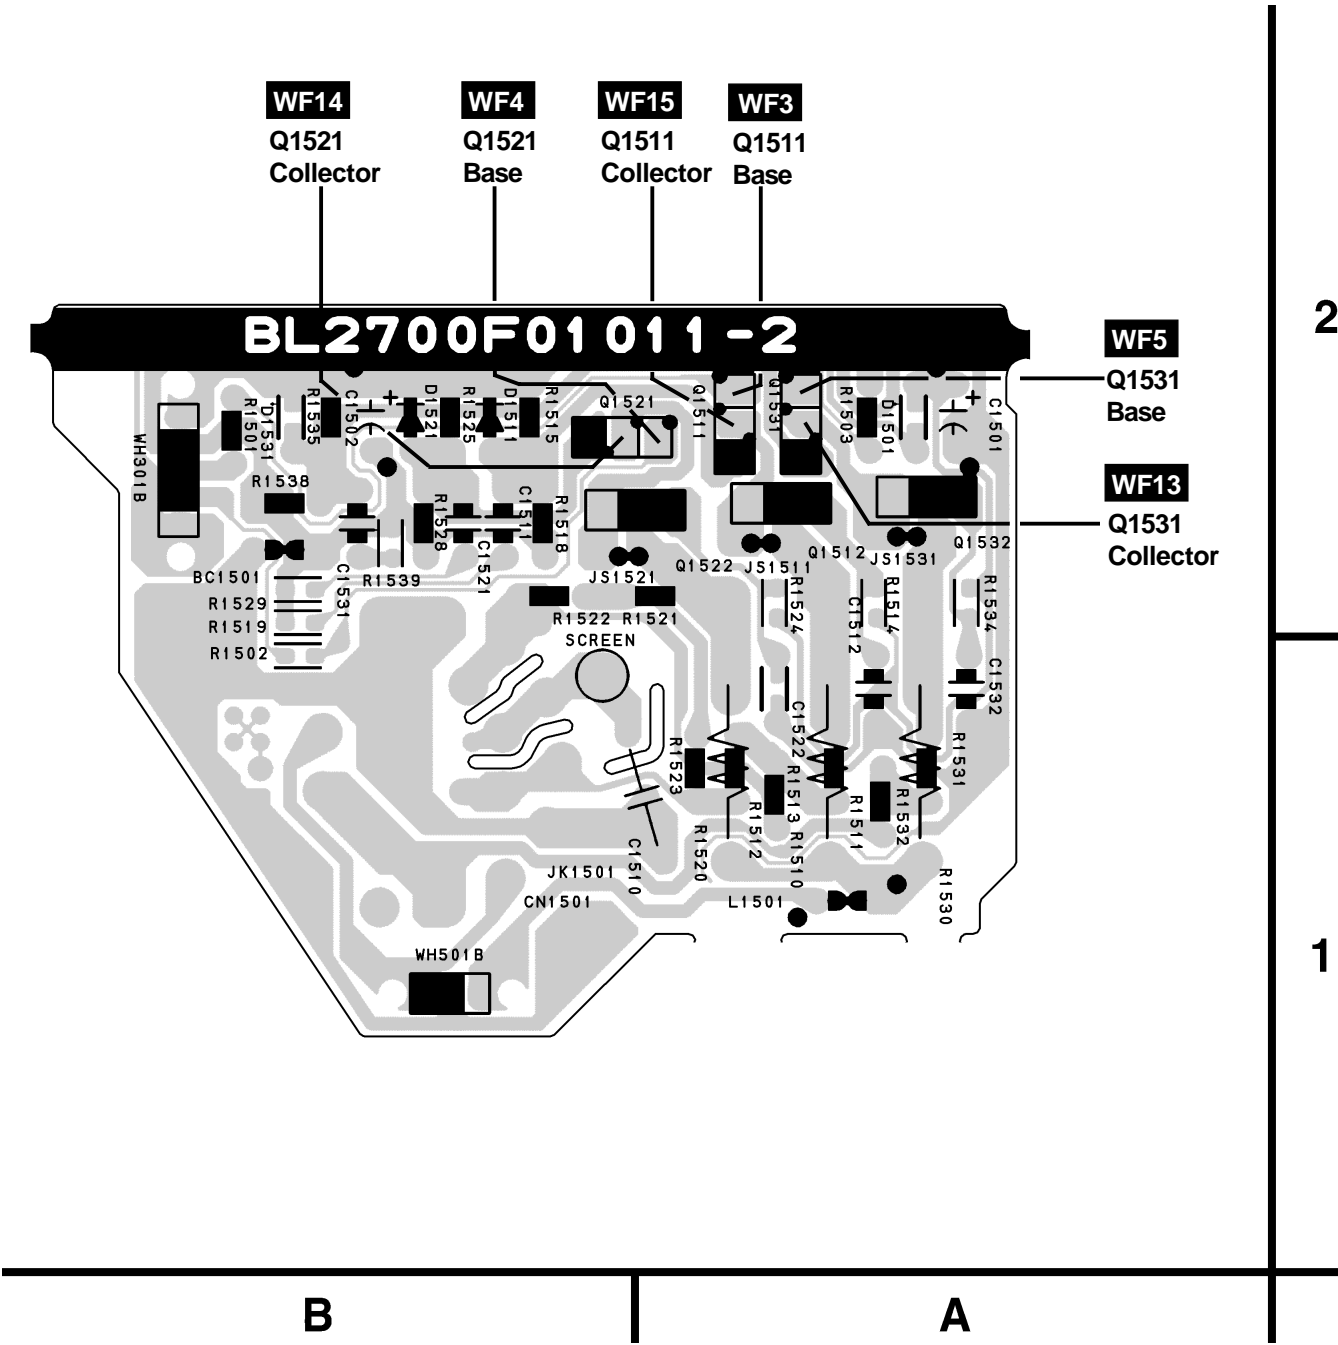 WF14
Q1521
Collector
WF4
Q1521
Base
WF15
Q1511
Collector
WF3
Q1511
Base
2
BL2700F01011-2
WF5
Q1531
Base
WF13
Q1531
Collector
WH301B
R1501
D1531
R1535
C1502
+
D1521
R1525
D1511
R1515
Q1521
Q1511
Q1531
R1503
D1501
+
C1501
R1538
R1528
C1521
C1511
R1518
Q1522
JS1511
Q1512
JS1531
Q1532
JS1521
BC1501
R1529
R1519
R1502
C1531
R1539
R1522
R1521
SCREEN
R1524
C1512
R1514
R1534
C1532
C1522
R1523
R1513
R1531
R1512
R1511
R1532
R1520
R1510
C1510
R1530
JK1501
CN1501
L1501
WH501B
1
B
A